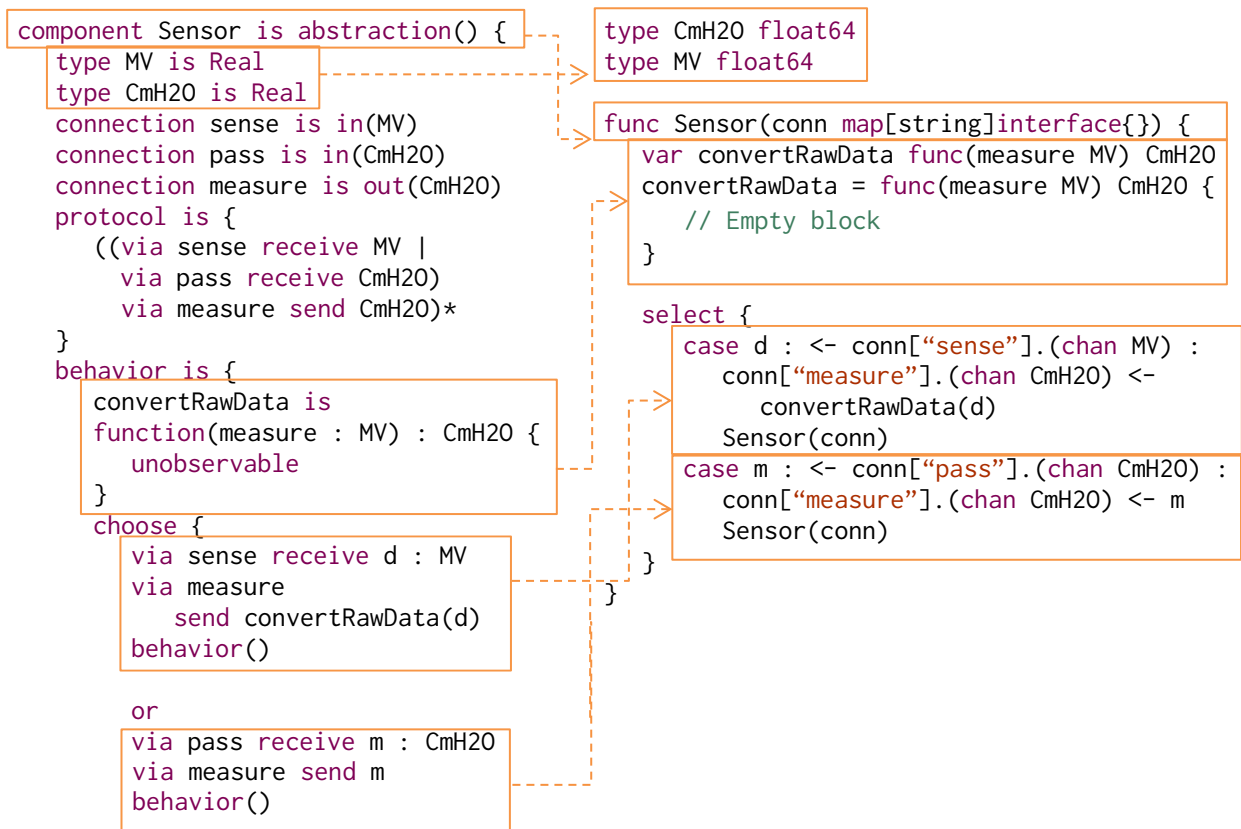 component Sensor is abstraction() {
type MV is Real
type CmH2O is Real
connection sense is in(MV)
connection pass is in(CmH2O)
connection measure is out(CmH2O)
protocol is {
((via sense receive MV |
via pass receive CmH2O)
via measure send CmH2O)*
}
behavior is {
convertRawData is
function(measure : MV) : CmH2O {
unobservable
}
choose {
via sense receive d : MV
via measure
send convertRawData(d)
behavior()
or
via pass receive m : CmH2O
via measure send m
behavior()
type CmH2O float64
type MV float64
func Sensor(conn map[string]interface{}) {
var convertRawData func(measure MV) CmH2O
convertRawData = func(measure MV) CmH2O {
// Empty block
}
select {
case d : <- conn["sense"].(chan MV) :
conn["measure"].(chan CmH2O) <-
convertRawData(d)
Sensor(conn)
case m : <- conn["pass"].(chan CmH2O) :
conn["measure"].(chan CmH2O) <- m
Sensor(conn)
}
}